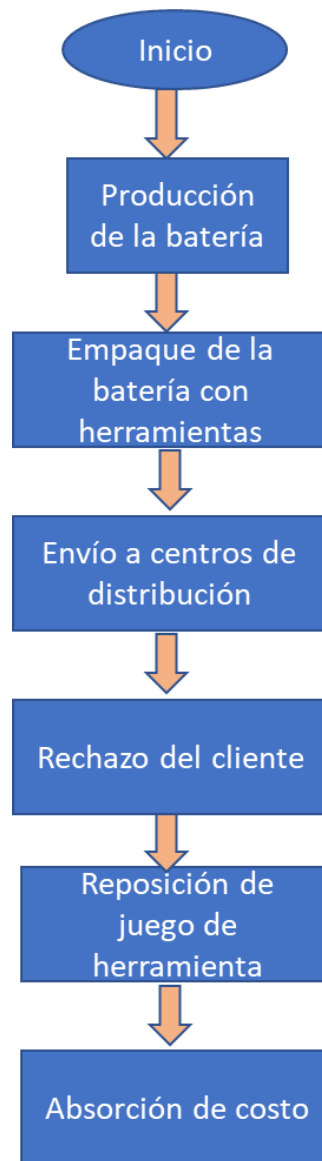 Inicio
Producción
de la batería
Empaque de la
batería con
herramientas
Envío a centros de
distribución
Rechazo del cliente
Reposición de
juego de
herramienta
Absorción de costo